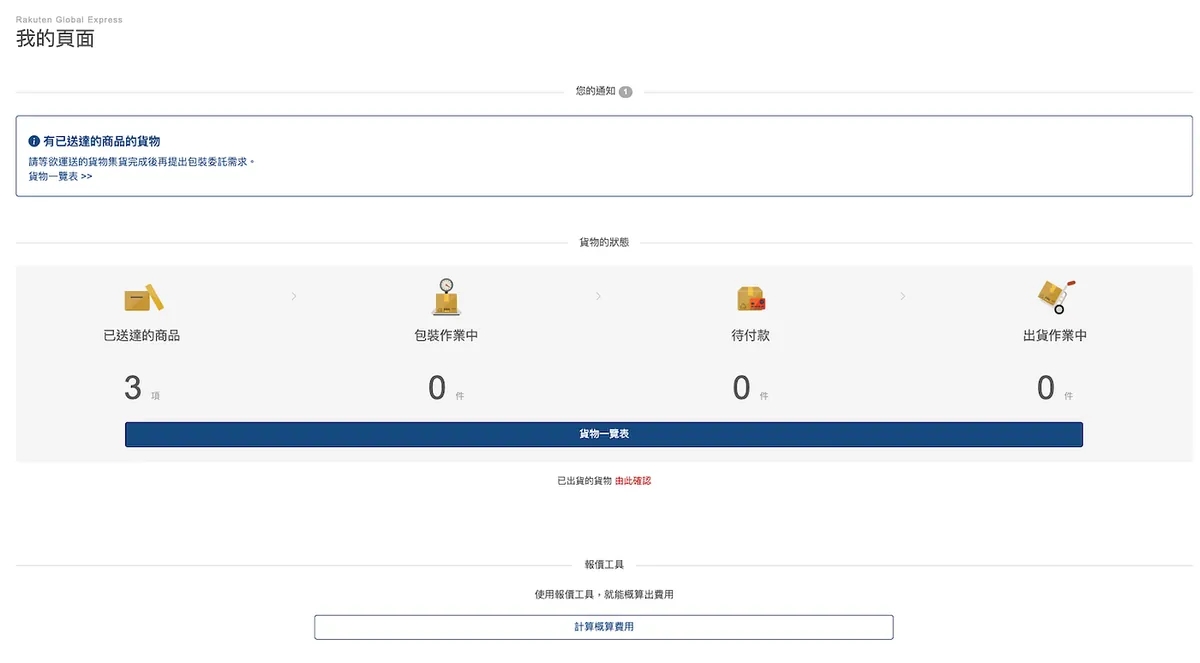 Rakuten Global Express
我的頁面
您的通知 1
有已送達的商品的貨物
請等欲運送的貨物集貨完成後再提出包裝委託需求。
貨物一覽表 >>
貨物的狀態
已送達的商品
包裝作業中
待付款
出貨作業中
3 項
0 件
0 件
0 件
貨物一覽表
已出貨的貨物 由此確認
報價工具
使用報價工具，就能概算出費用
計算概算費用